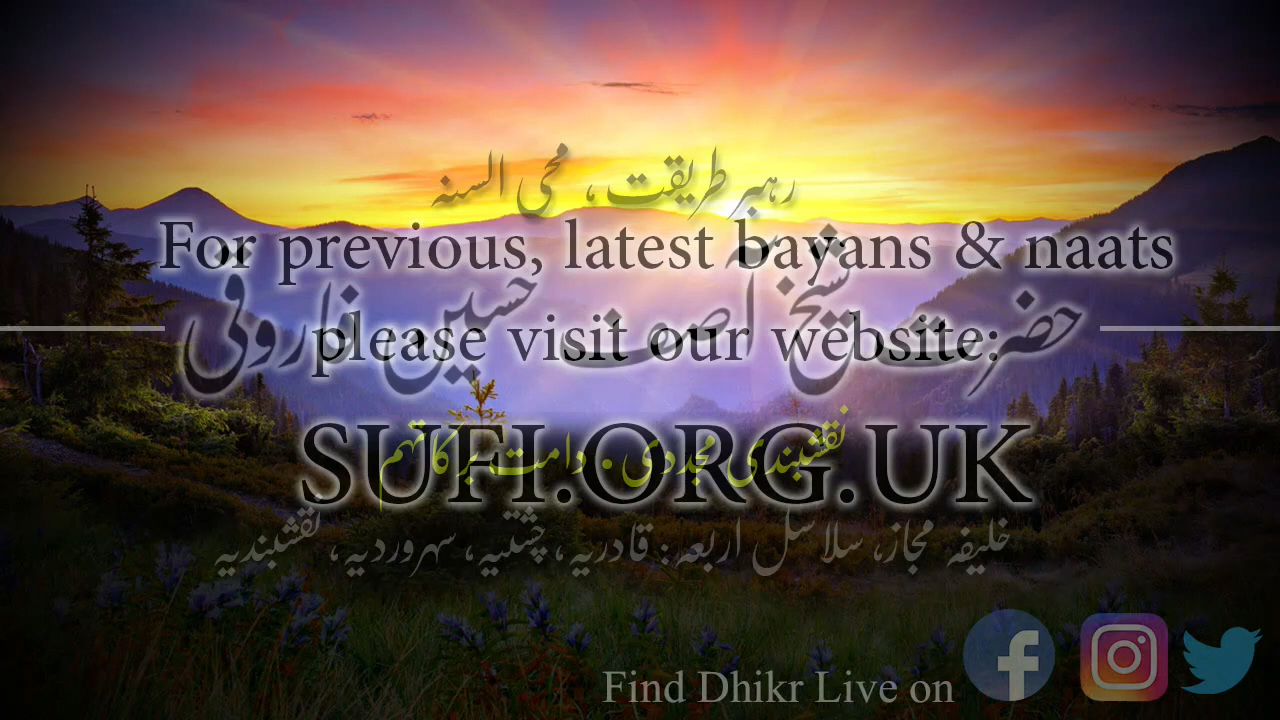 رہبر طریقت، محی السنہ
For previous, latest bayans & naats
حضرت شیخ آصف حسین فاروقی
please visit our website:
نقشبندی مجددی . دامت برکاتہم
SUFI.ORG.UK
خلیفہ مجاز، سلاسل اربعہ: قادریہ، چشتیہ، سہروردیہ، نقشبندیہ
Find Dhikr Live on